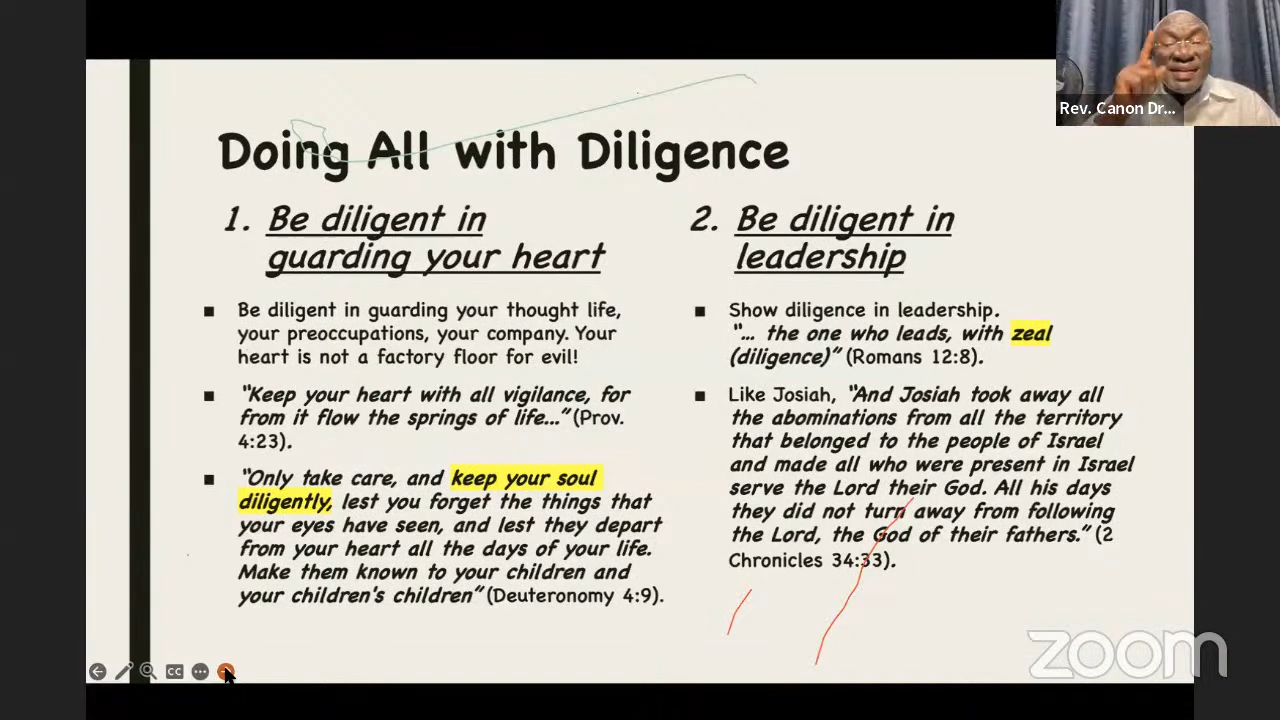 Rev. Canon Dr...
Doing All with Diligence
1. Be diligent in
guarding your heart
■ Be diligent in guarding your thought life,
your preoccupations, your company. Your
heart is not a factory floor for evil!
■ “Keep your heart with all vigilance, for
from it flow the springs of life...” (Prov.
4:23).
■ “Only take care, and keep your soul
diligently, lest you forget the things that
your eyes have seen, and lest they depart
from your heart all the days of your life.
Make them known to your children and
your children's children” (Deuteronomy 4:9).
2. Be diligent in
leadership
■ Show diligence in leadership.
“... the one who leads, with zeal
(diligence)” (Romans 12:8).
■ Like Josiah, “And Josiah took away all
the abominations from all the territory
that belonged to the people of Israel
and made all who were present in Israel
serve the Lord their God. All his days
they did not turn away from following
the Lord, the God of their fathers.” (2
Chronicles 34:33).
CC
zoom